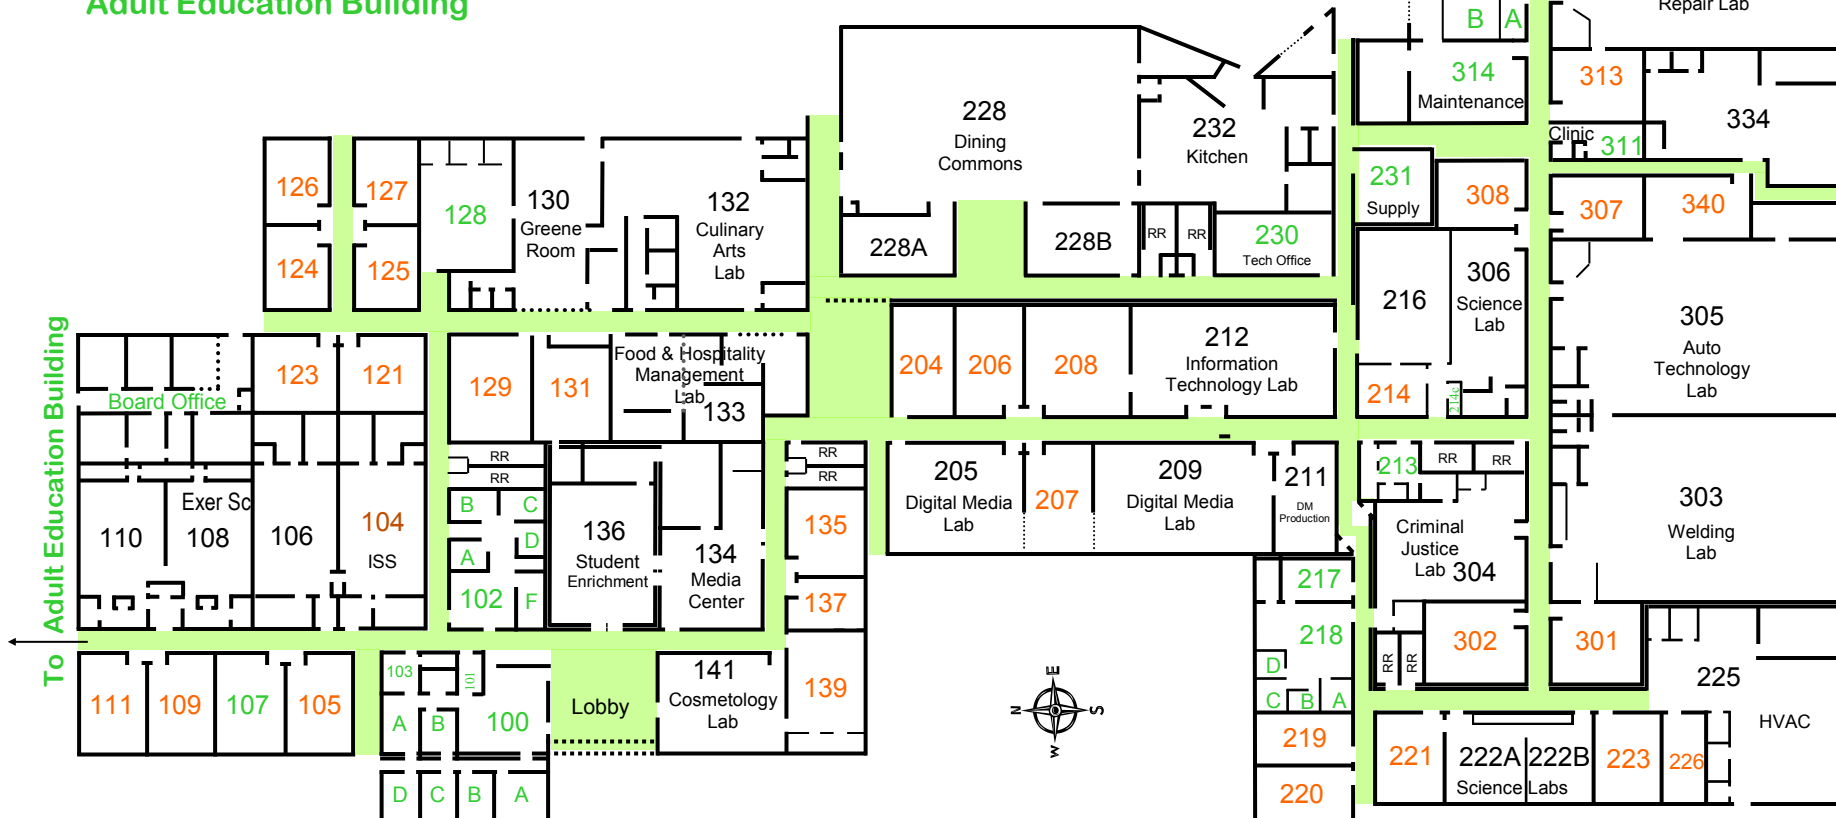 Adult Education Building
Repair Lab
B
A
314
Maintenance
313
334
Clinic
311
228
Dining
Commons
232
Kitchen
126
127
128
130
Greene
Room
132
Culinary
Arts
Lab
124
125
228A
228B
RR
RR
230
Tech Office
231
Supply
308
307
340
216
306
Science
Lab
305
Auto
Technology
Lab
To Adult Education Building
Board Office
123
121
129
131
Food & Hospitality
Management
Lab
133
204
206
208
212
Information
Technology Lab
214
214c
110
Exer Sc
108
106
104
ISS
RR
RR
B
C
D
A
102
F
136
Student
Enrichment
134
Media
Center
RR
RR
135
137
139
205
Digital Media
Lab
207
209
Digital Media
Lab
211
DM
Production
213
RR
RR
Criminal
Justice
Lab 304
303
Welding
Lab
217
218
D
C
B
A
219
220
RR
RR
302
301
225
HVAC
111
109
107
105
103
101
A
B
100
D
C
B
A
Lobby
141
Cosmetology
Lab
E
N
S
W
221
222A
222B
Science Labs
223
226